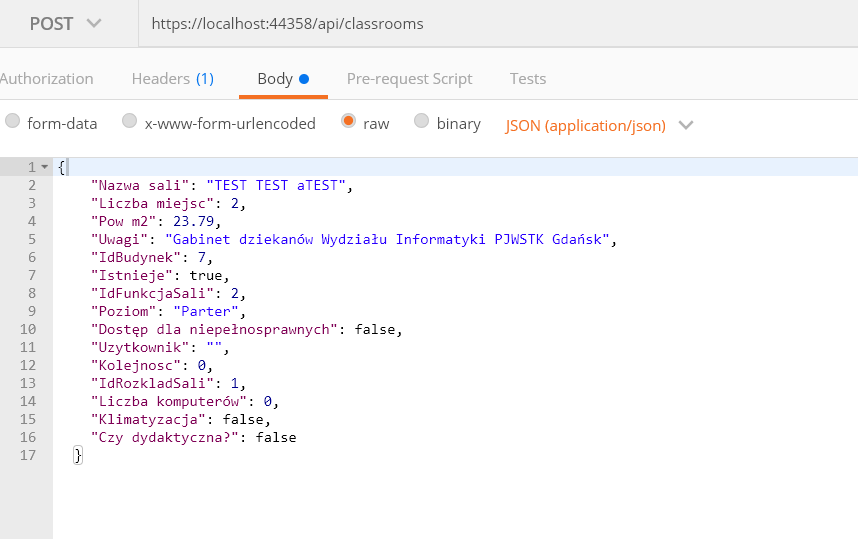 POST https://localhost:44358/api/classrooms
Authorization Headers (1) Body Pre-request Script Tests
form-data x-www-form-urlencoded raw binary JSON (application/json)
1 {
2 "Nazwa sali": "TEST TEST aTEST",
3 "Liczba miejsc": 2,
4 "Pow m2": 23.79,
5 "Uwagi": "Gabinet dziekanów Wydziału Informatyki PJWSTK Gdańsk",
6 "IdBudynek": 7,
7 "Istnieje": true,
8 "IdFunkcjaSali": 2,
9 "Poziom": "Parter",
10 "Dostęp dla niepełnosprawnych": false,
11 "Uzytkownik": "",
12 "Kolejnosc": 0,
13 "IdRozkladSali": 1,
14 "Liczba komputerów": 0,
15 "Klimatyzacja": false,
16 "Czy dydaktyczna?": false
17 }